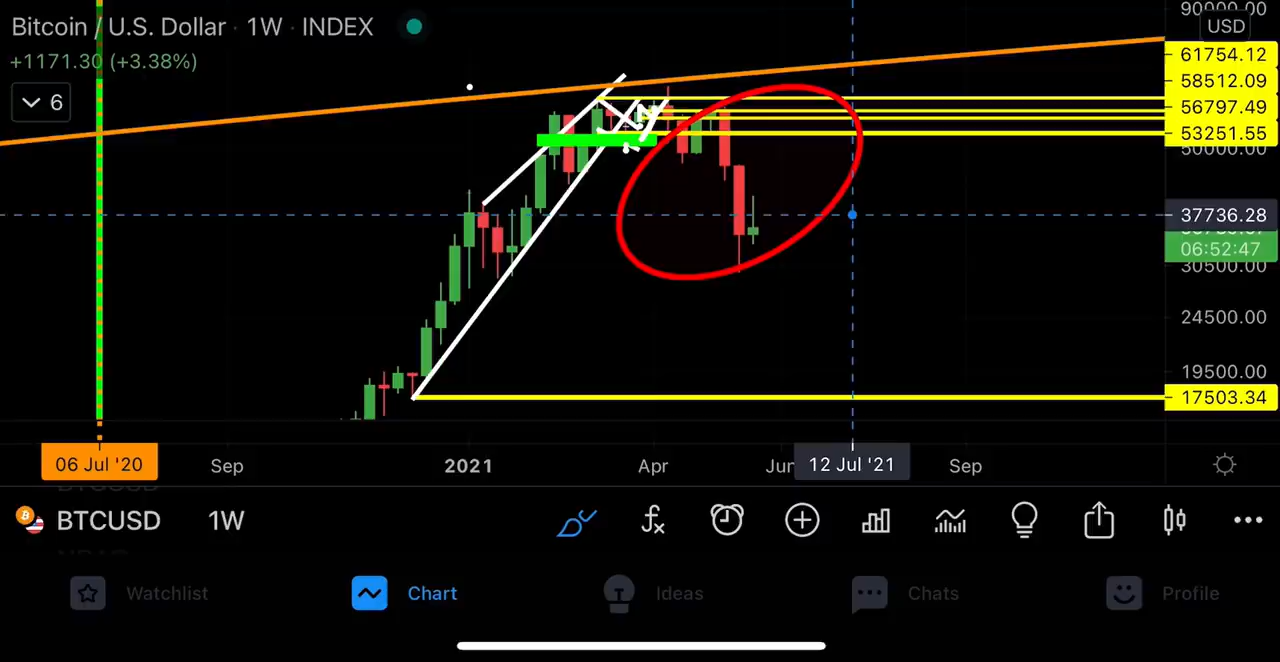 Bitcoin / U.S. Dollar · 1W · INDEX
+1171.30 (+3.38%)
6
USD
61754.12
58512.09
56797.49
53251.55
50000.00
37736.28
06:52:47
30500.00
24500.00
19500.00
17503.34
06 Jul '20
Sep
2021
Apr
Jun
12 Jul '21
Sep
BTCUSD
1W
Watchlist
Chart
Ideas
Chats
Profile